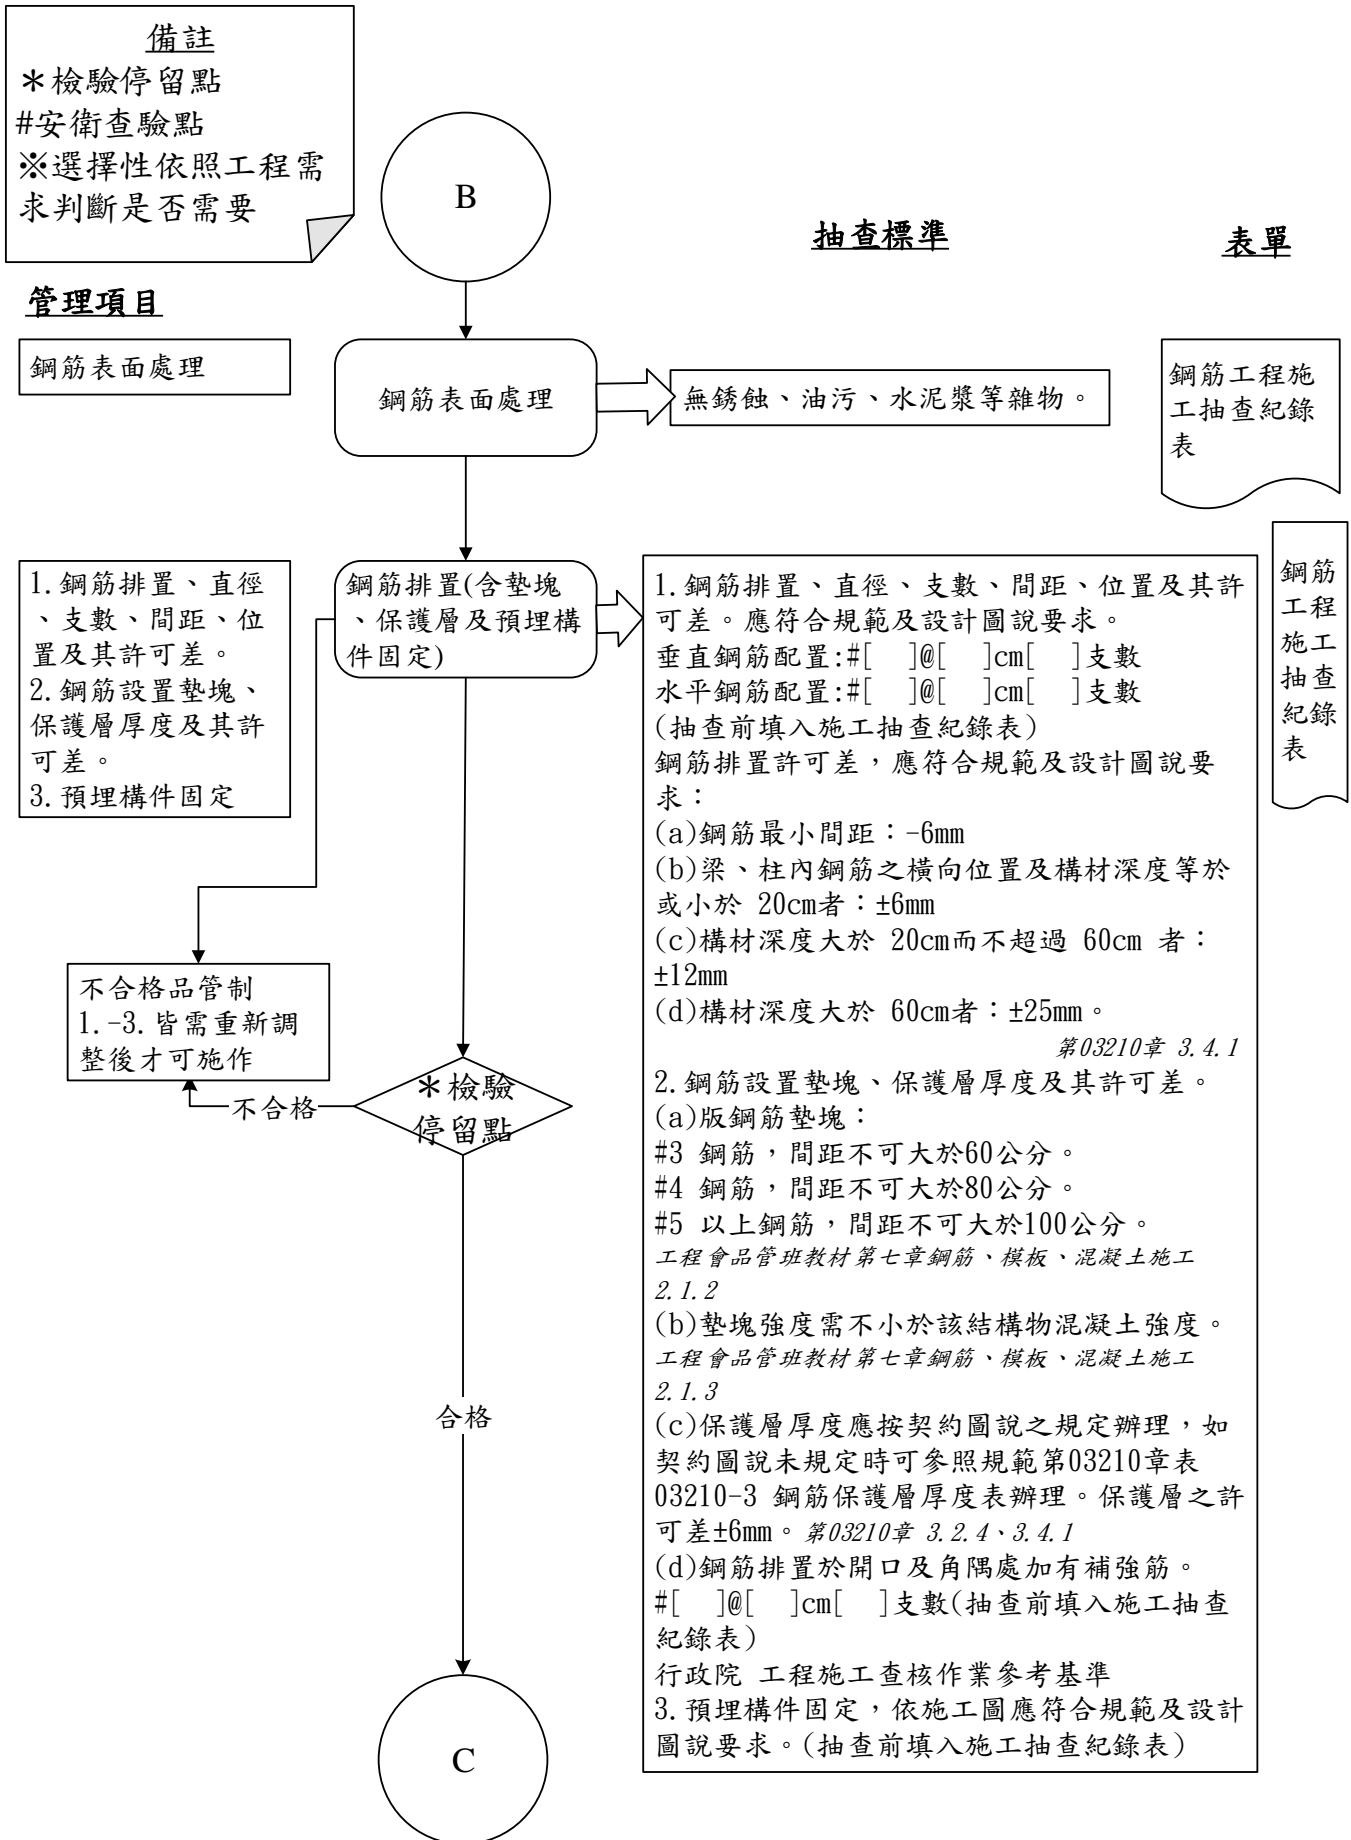 備註
＊檢驗停留點
#安衛查驗點
※選擇性依照工程需
求判斷是否需要
B
抽查標準
表單
管理項目
鋼筋表面處理
鋼筋表面處理
無銹蝕、油污、水泥漿等雜物。
鋼筋工程施
工抽查紀錄
表
1.鋼筋排置、直徑
、支數、間距、位
置及其許可差。
2.鋼筋設置墊塊、
保護層厚度及其許
可差。
3.預埋構件固定
鋼筋排置(含墊塊
、保護層及預埋構
件固定)
1.鋼筋排置、直徑、支數、間距、位置及其許
可差。應符合規範及設計圖說要求。
垂直鋼筋配置:#[ ]@[ ]cm[ ]支數
水平鋼筋配置:#[ ]@[ ]cm[ ]支數
(抽查前填入施工抽查紀錄表)
鋼筋排置許可差，應符合規範及設計圖說要
求：
(a)鋼筋最小間距：-6mm
(b)梁、柱內鋼筋之橫向位置及構材深度等於
或小於 20cm者：±6mm
(c)構材深度大於 20cm而不超過 60cm 者：
±12mm
(d)構材深度大於 60cm者：±25mm。
第03210章 3.4.1
2.鋼筋設置墊塊、保護層厚度及其許可差。
(a)版鋼筋墊塊：
#3 鋼筋，間距不可大於60公分。
#4 鋼筋，間距不可大於80公分。
#5 以上鋼筋，間距不可大於100公分。
工程會品管班教材第七章鋼筋、模板、混凝土施工
2.1.2
(b)墊塊強度需不小於該結構物混凝土強度。
工程會品管班教材第七章鋼筋、模板、混凝土施工
2.1.3
(c)保護層厚度應按契約圖說之規定辦理，如
契約圖說未規定時可參照規範第03210章表
03210-3 鋼筋保護層厚度表辦理。保護層之許
可差±6mm。第03210章 3.2.4、3.4.1
(d)鋼筋排置於開口及角隅處加有補強筋。
#[ ]@[ ]cm[ ]支數(抽查前填入施工抽查
紀錄表)
行政院 工程施工查核作業參考基準
3.預埋構件固定，依施工圖應符合規範及設計
圖說要求。(抽查前填入施工抽查紀錄表)
鋼筋
工程
施工
抽查
紀錄
表
不合格品管制
1.-3.皆需重新調
整後才可施作
不合格
＊檢驗
停留點
合格
C